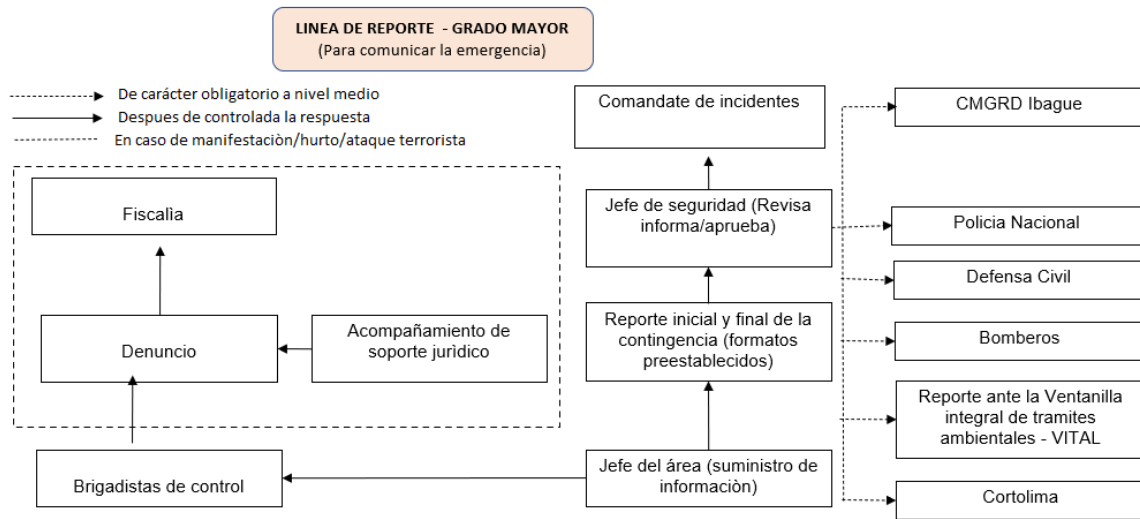 LINEA DE REPORTE - GRADO MAYOR
(Para comunicar la emergencia)
De carácter obligatorio a nivel medio
Despues de controlada la respuesta
En caso de manifestaciòn/hurto/ataque terrorista
Comandate de incidentes
CMGRD Ibague
Fiscalìa
Jefe de seguridad (Revisa
informa/aprueba)
Policia Nacional
Defensa Civil
Denuncio
Acompañamiento de
soporte jurìdico
Reporte inicial y final de la
contingencia (formatos
preestablecidos)
Bomberos
Reporte ante la Ventanilla
integral de tramites
ambientales - VITAL
Brigadistas de control
Jefe del área (suministro de
informaciòn)
Cortolima